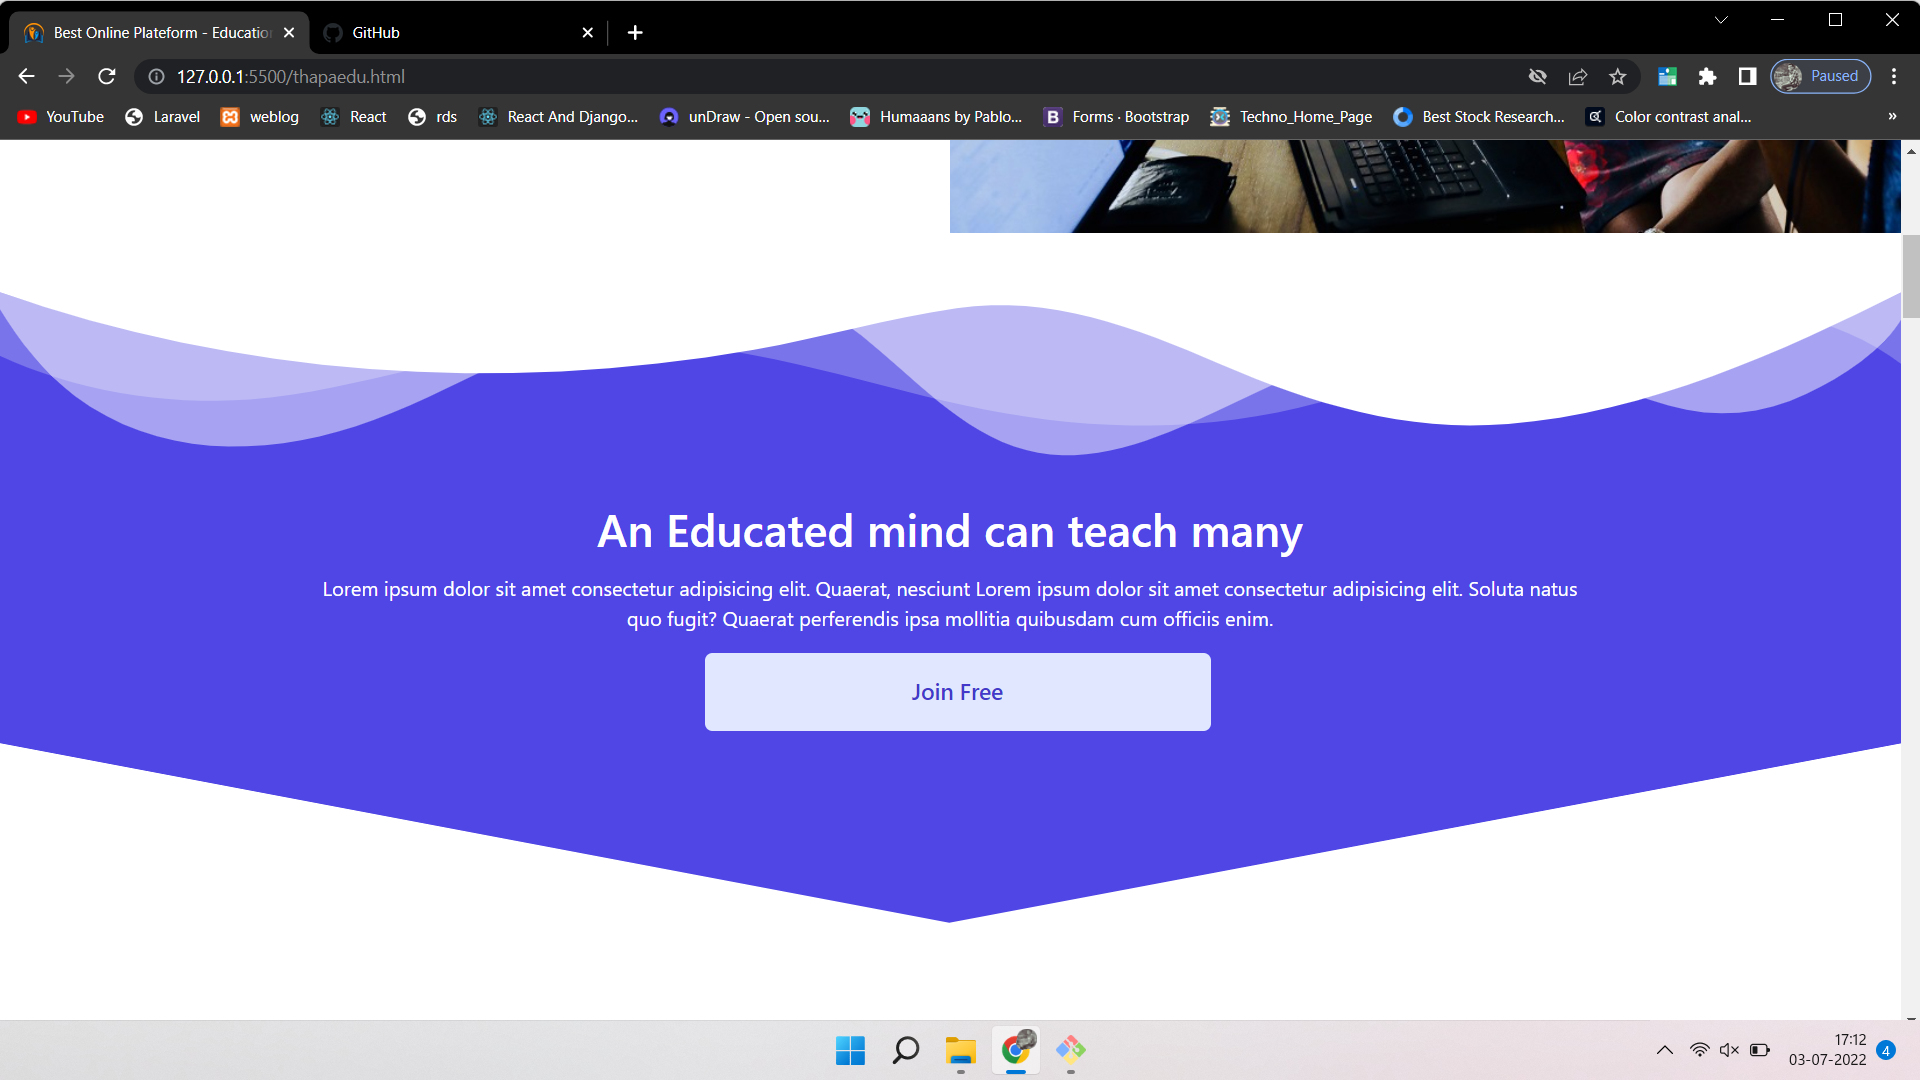 Best Online Plateform - Education
GitHub
127.0.0.1:5500/thapaedu.html
Paused
YouTube
Laravel
weblog
React
rds
React And Django...
unDraw - Open sou...
Humaaans by Pablo...
Forms · Bootstrap
Techno_Home_Page
Best Stock Research...
Color contrast anal...
»
An Educated mind can teach many
Lorem ipsum dolor sit amet consectetur adipisicing elit. Quaerat, nesciunt Lorem ipsum dolor sit amet consectetur adipisicing elit. Soluta natus
quo fugit? Quaerat perferendis ipsa mollitia quibusdam cum officiis enim.
Join Free
17:12
03-07-2022
4